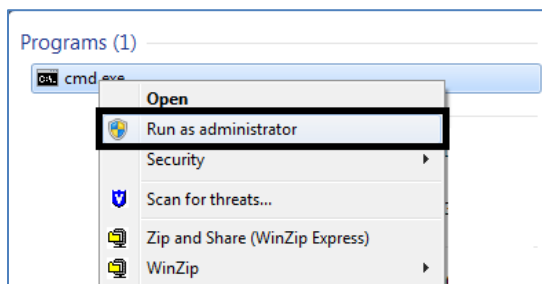 Programs (1)
cmd.exe
Open
Run as administrator
Security
Scan for threats...
Zip and Share (WinZip Express)
WinZip